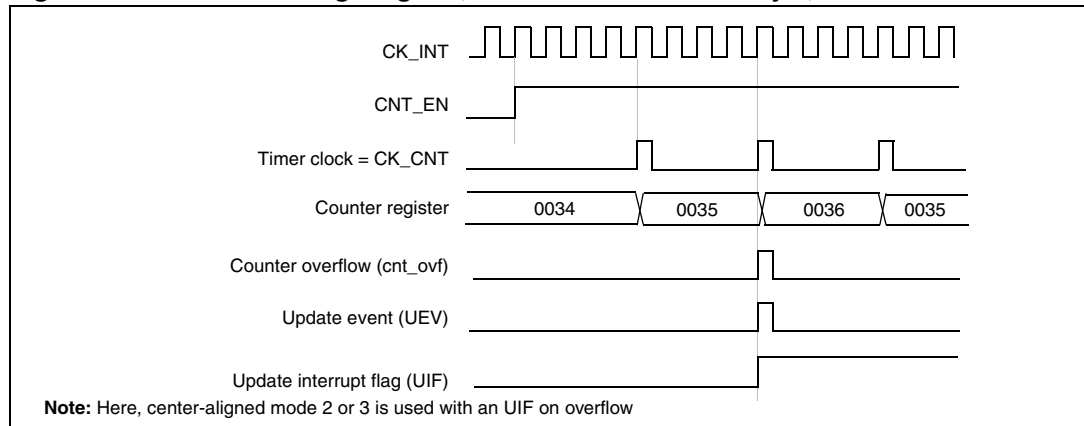 CK_INT
CNT_EN
Timer clock = CK_CNT
Counter register
0034 0035 0036 0035
Counter overflow (cnt_ovf)
Update event (UEV)
Update interrupt flag (UIF)
Note: Here, center-aligned mode 2 or 3 is used with an UIF on overflow